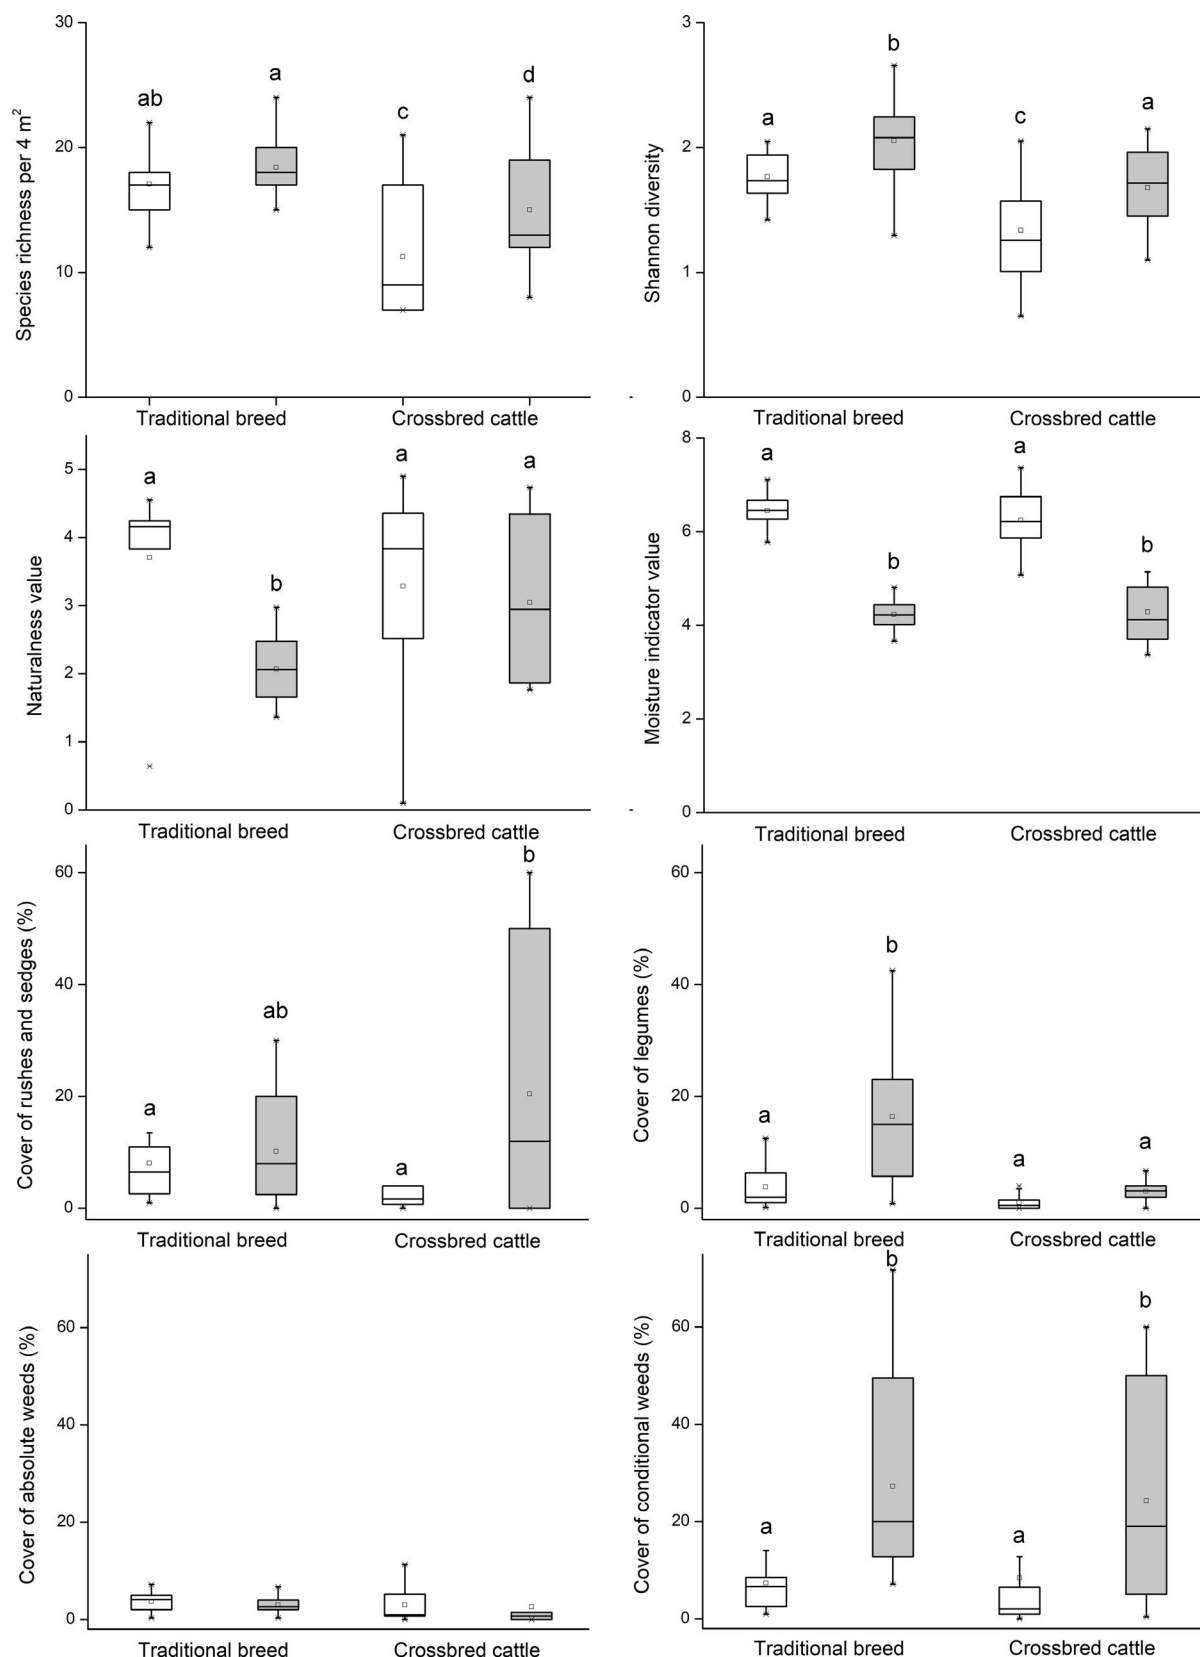 30
20
10
0
Species richness per 4 m²
ab
a
c
d
Traditional breed
Crossbred cattle
3
2
1
0
Shannon diversity
a
b
c
a
Traditional breed
Crossbred cattle
5
4
3
2
1
0
Naturalness value
a
b
a
a
Traditional breed
Crossbred cattle
8
6
4
2
0
Moisture indicator value
a
b
a
b
Traditional breed
Crossbred cattle
60
40
20
0
Cover of rushes and sedges (%)
a
ab
a
b
Traditional breed
Crossbred cattle
60
40
20
0
Cover of legumes (%)
a
b
a
a
Traditional breed
Crossbred cattle
60
40
20
0
Cover of absolute weeds (%)
Traditional breed
Crossbred cattle
60
40
20
0
Cover of conditional weeds (%)
a
b
a
b
Traditional breed
Crossbred cattle